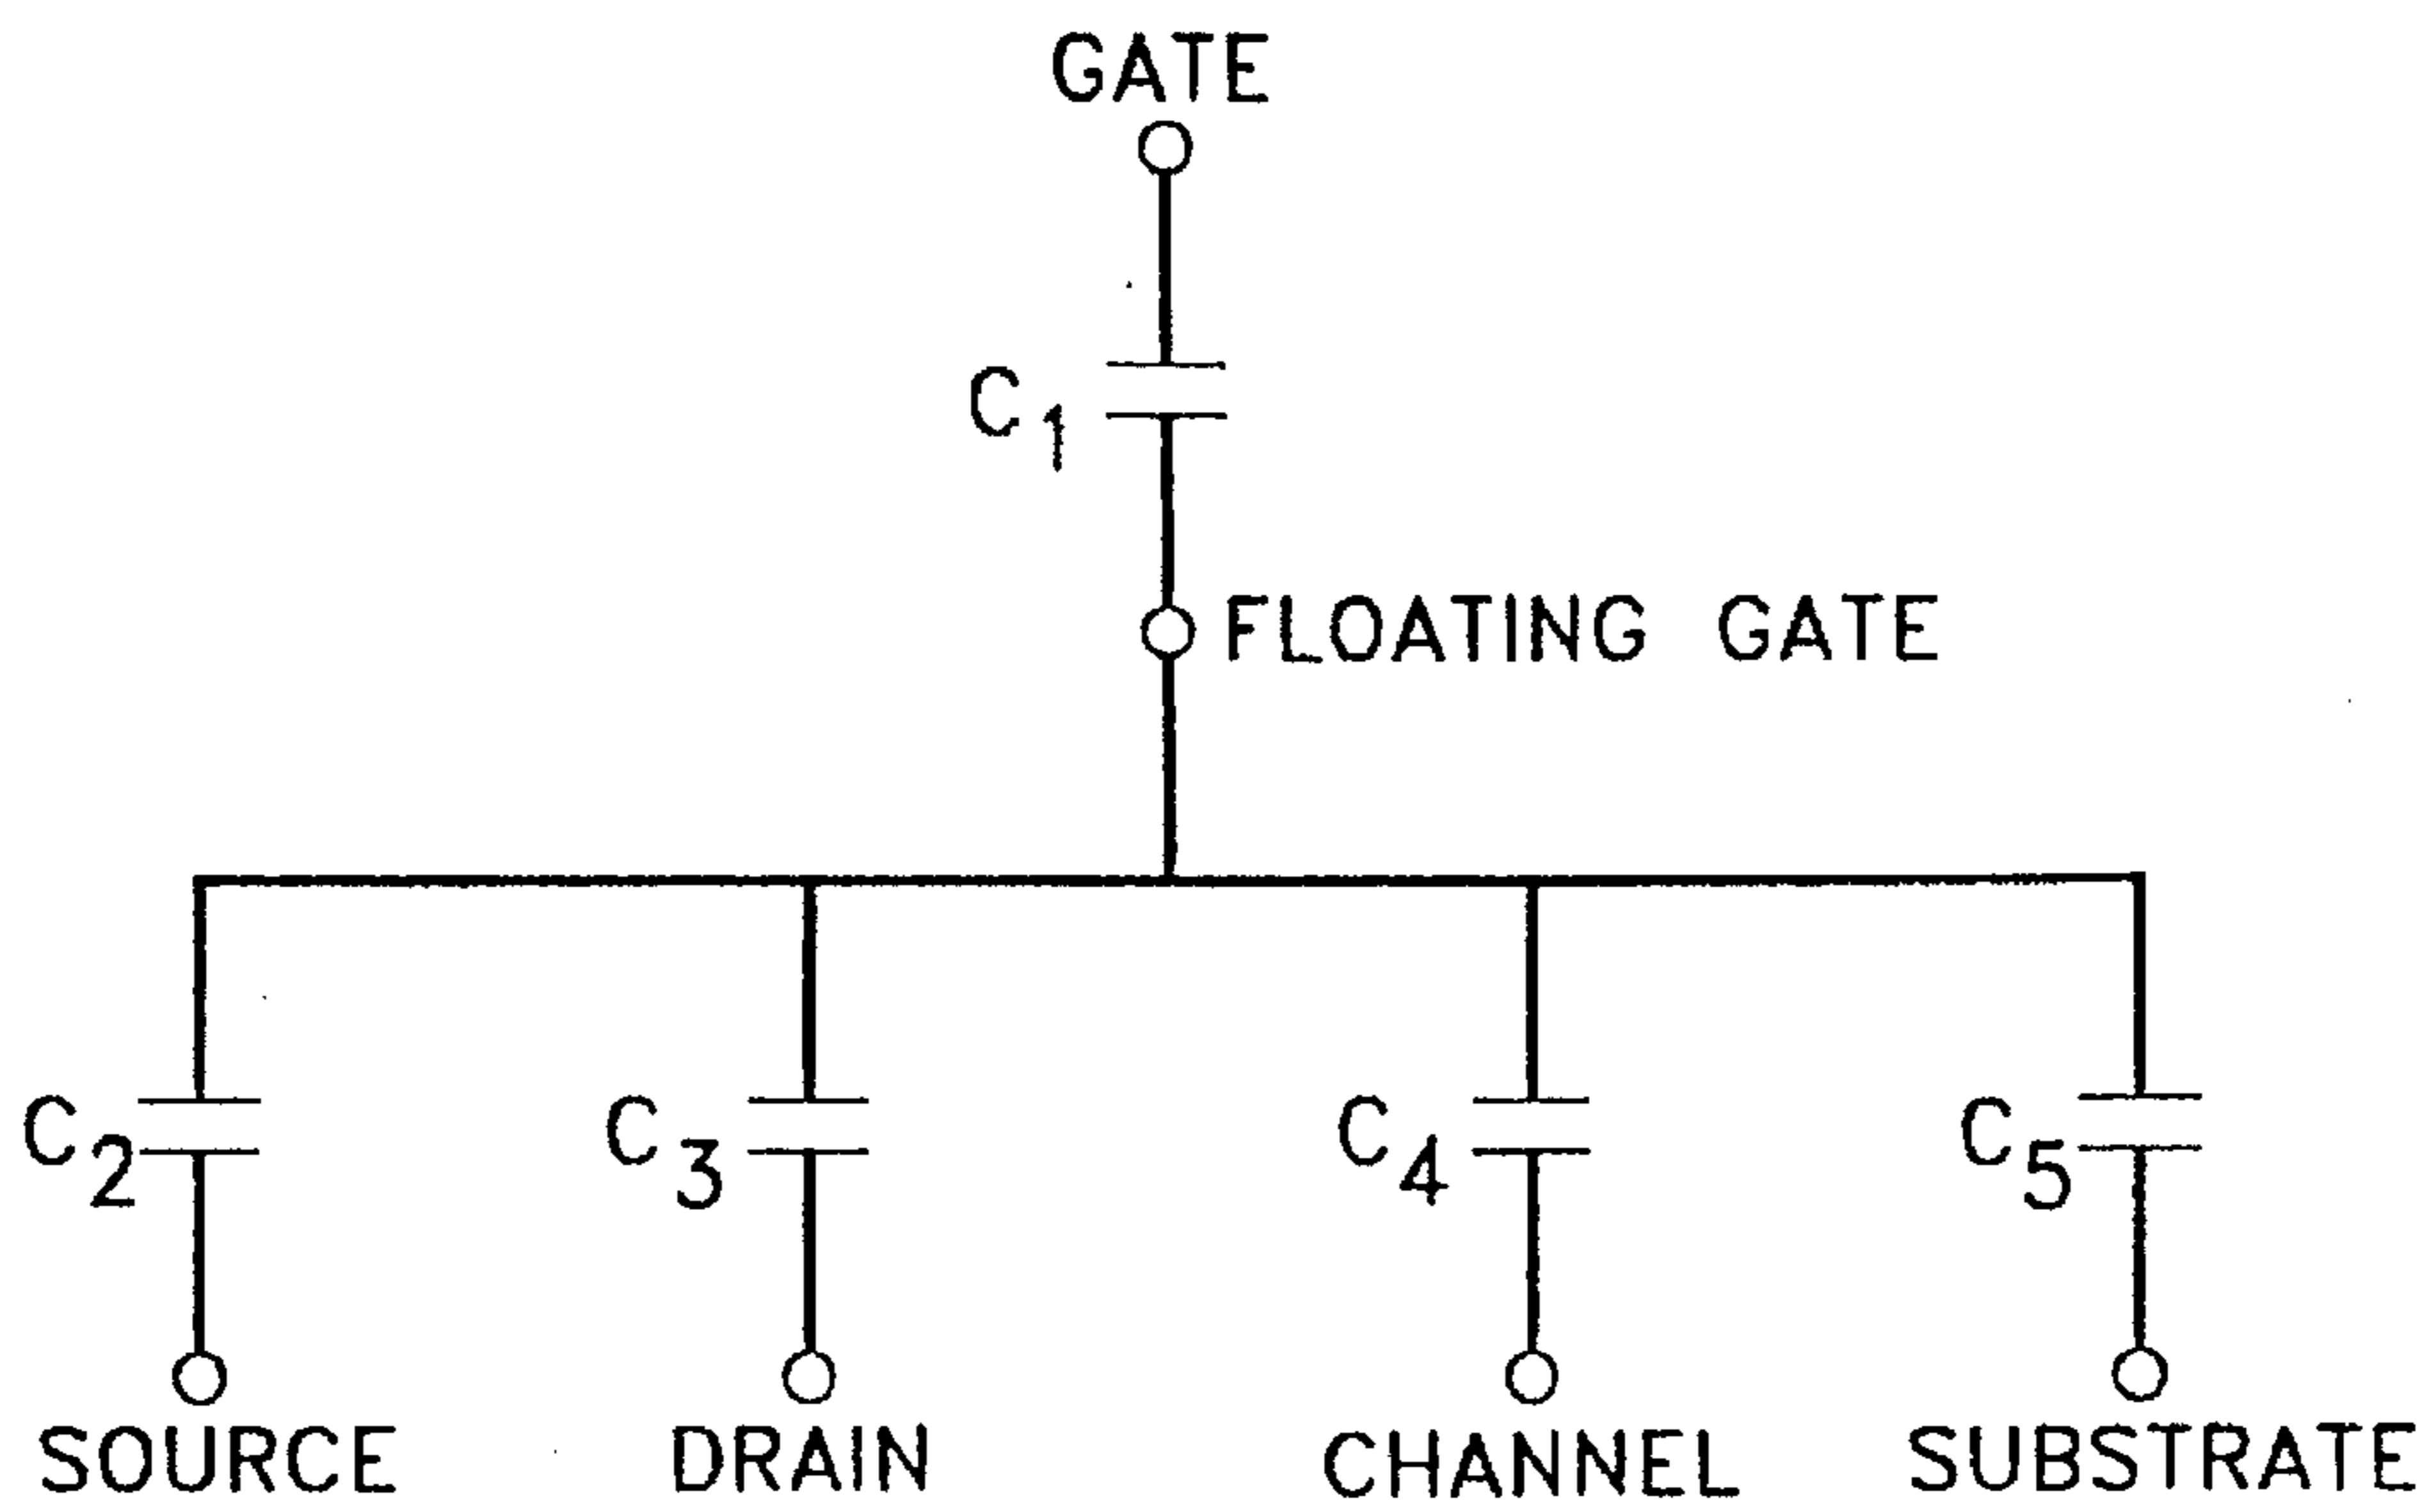 GATE
C1
FLOATING GATE
C2 C3 C4 C5
SOURCE DRAIN CHANNEL SUBSTRATE